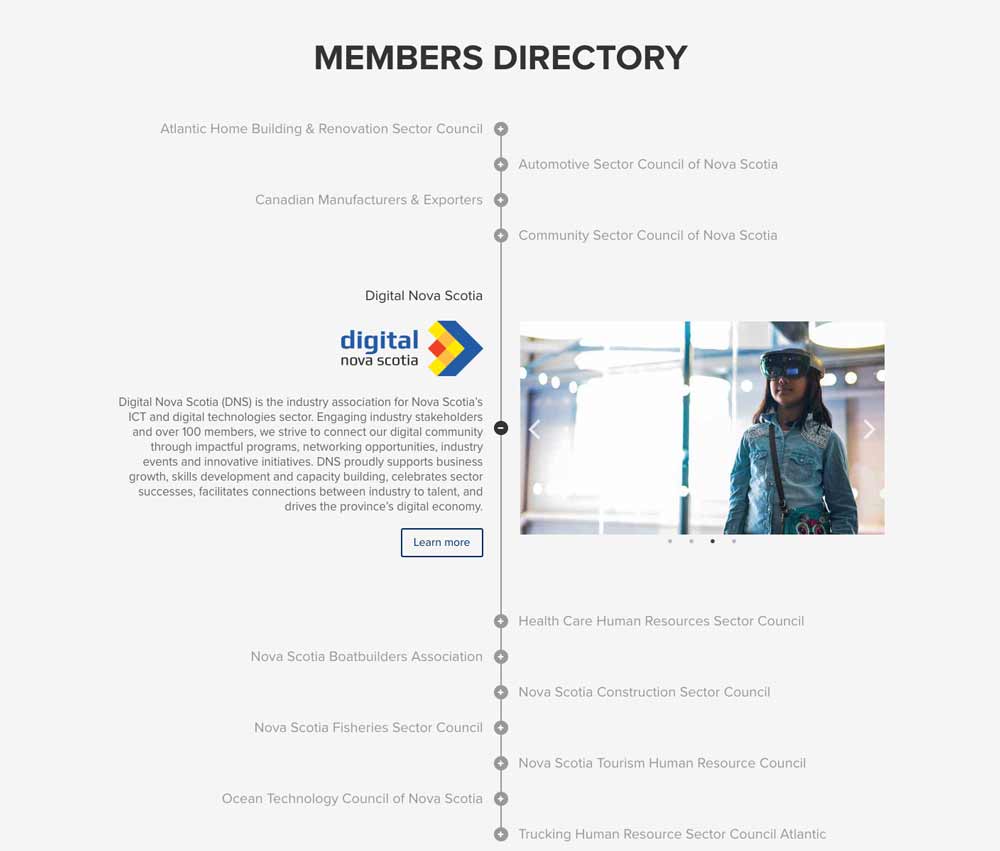 MEMBERS DIRECTORY
Atlantic Home Building & Renovation Sector Council
Automotive Sector Council of Nova Scotia
Canadian Manufacturers & Exporters
Community Sector Council of Nova Scotia
Digital Nova Scotia
digital
nova scotia
Digital Nova Scotia (DNS) is the industry association for Nova Scotia's
ICT and digital technologies sector. Engaging industry stakeholders
and over 100 members, we strive to connect our digital community
through impactful programs, networking opportunities, industry
events and innovative initiatives. DNS proudly supports business
growth, skills development and capacity building, celebrates sector
successes, facilitates connections between industry to talent, and
drives the province's digital economy.
Learn more
Health Care Human Resources Sector Council
Nova Scotia Boatbuilders Association
Nova Scotia Construction Sector Council
Nova Scotia Fisheries Sector Council
Nova Scotia Tourism Human Resource Council
Ocean Technology Council of Nova Scotia
Trucking Human Resource Sector Council Atlantic